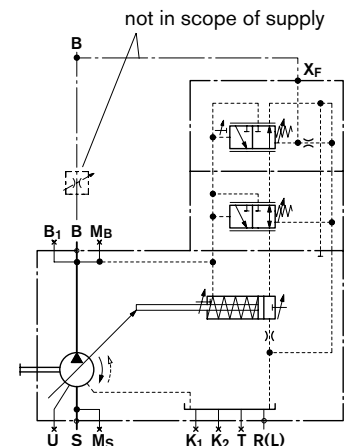 not in scope of supply
B
XF
B1 B MB
U S MS K1 K2 T R(L)